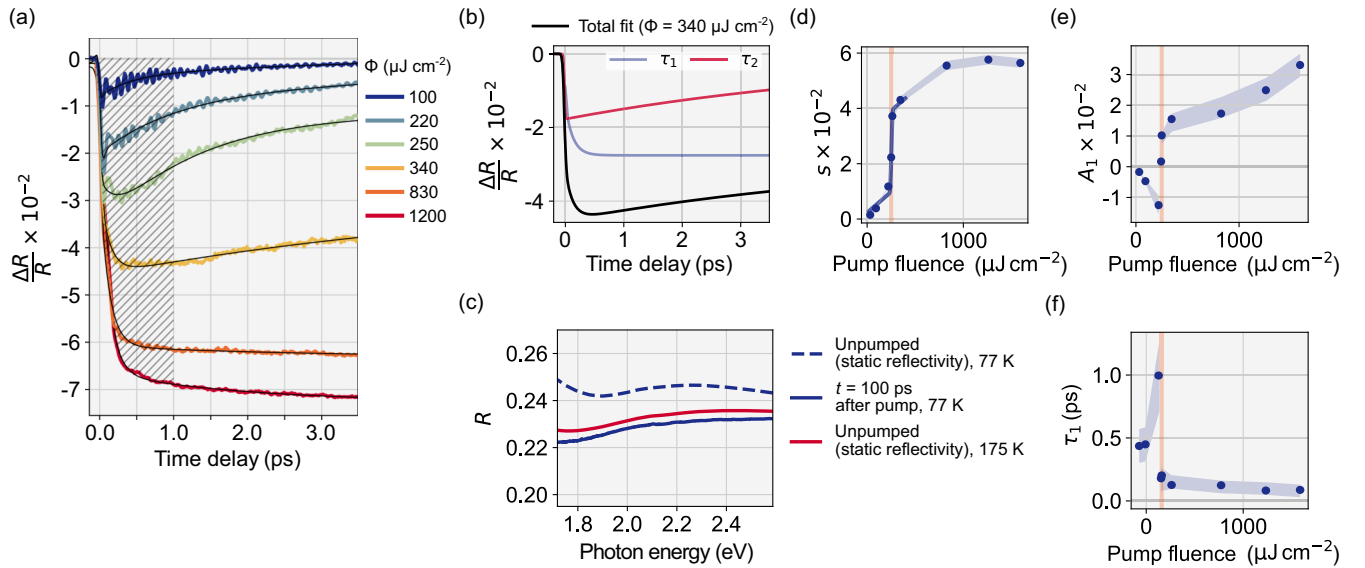 (a)
ΔR/R × 10⁻²
0
-1
-2
-3
-4
-5
-6
-7
0.0
1.0
2.0
3.0
Time delay (ps)
Φ (μJ cm⁻²)
100
220
250
340
830
1200
(b)
Total fit (Φ = 340 μJ cm⁻²)
τ₁
τ₂
ΔR/R × 10⁻²
0
-2
-4
0
1
2
3
Time delay (ps)
(c)
R
0.26
0.24
0.22
0.20
1.8
2.0
2.2
2.4
Photon energy (eV)
Unpumped
(static reflectivity), 77 K
t = 100 ps
after pump, 77 K
Unpumped
(static reflectivity), 175 K
(d)
s × 10⁻²
6
4
2
0
0
1000
Pump fluence (μJ cm⁻²)
(e)
A₁ × 10⁻²
3
2
1
0
-1
0
1000
Pump fluence (μJ cm⁻²)
(f)
τ₁ (ps)
1.0
0.5
0.0
0
1000
Pump fluence (μJ cm⁻²)